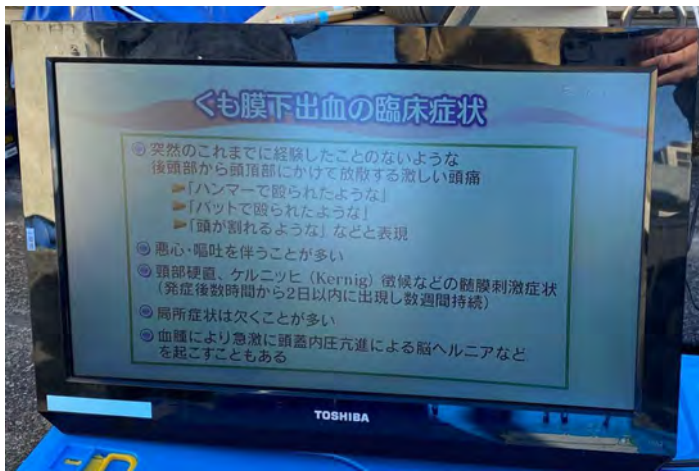 くも膜下出血の臨床症状
突然のこれまでに経験したことのないような
後頭部から頭頂部にかけて放散する激しい頭痛
「ハンマーで殴られたような」
「バットで殴られたような」
「頭が割れるような」などと表現
悪心・嘔吐を伴うことが多い
頸部硬直、ケルニッヒ（Kernig）徴候などの髄膜刺激症状
（発症後数時間から2日以内に出現し数週間持続）
局所症状は欠くことが多い
血腫により急激に頭蓋内圧亢進による脳ヘルニアなど
を起こすこともある
TOSHIBA